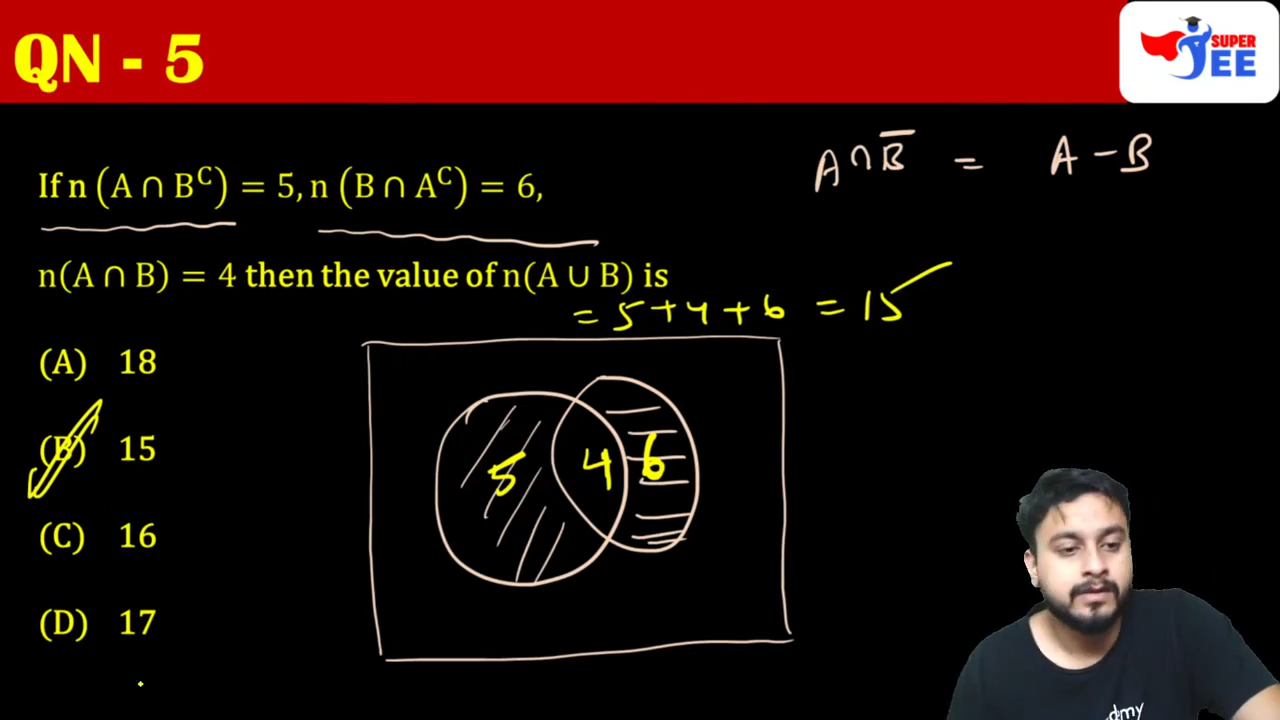 QN - 5
SUPER
JEE
A ∩ B̅ = A - B
If n (A ∩ Bᶜ) = 5, n (B ∩ Aᶜ) = 6,
n(A ∩ B) = 4 then the value of n(A ∪ B) is
= 5 + 4 + 6 = 15
(A) 18
(B) 15
(C) 16
(D) 17
5 4 6